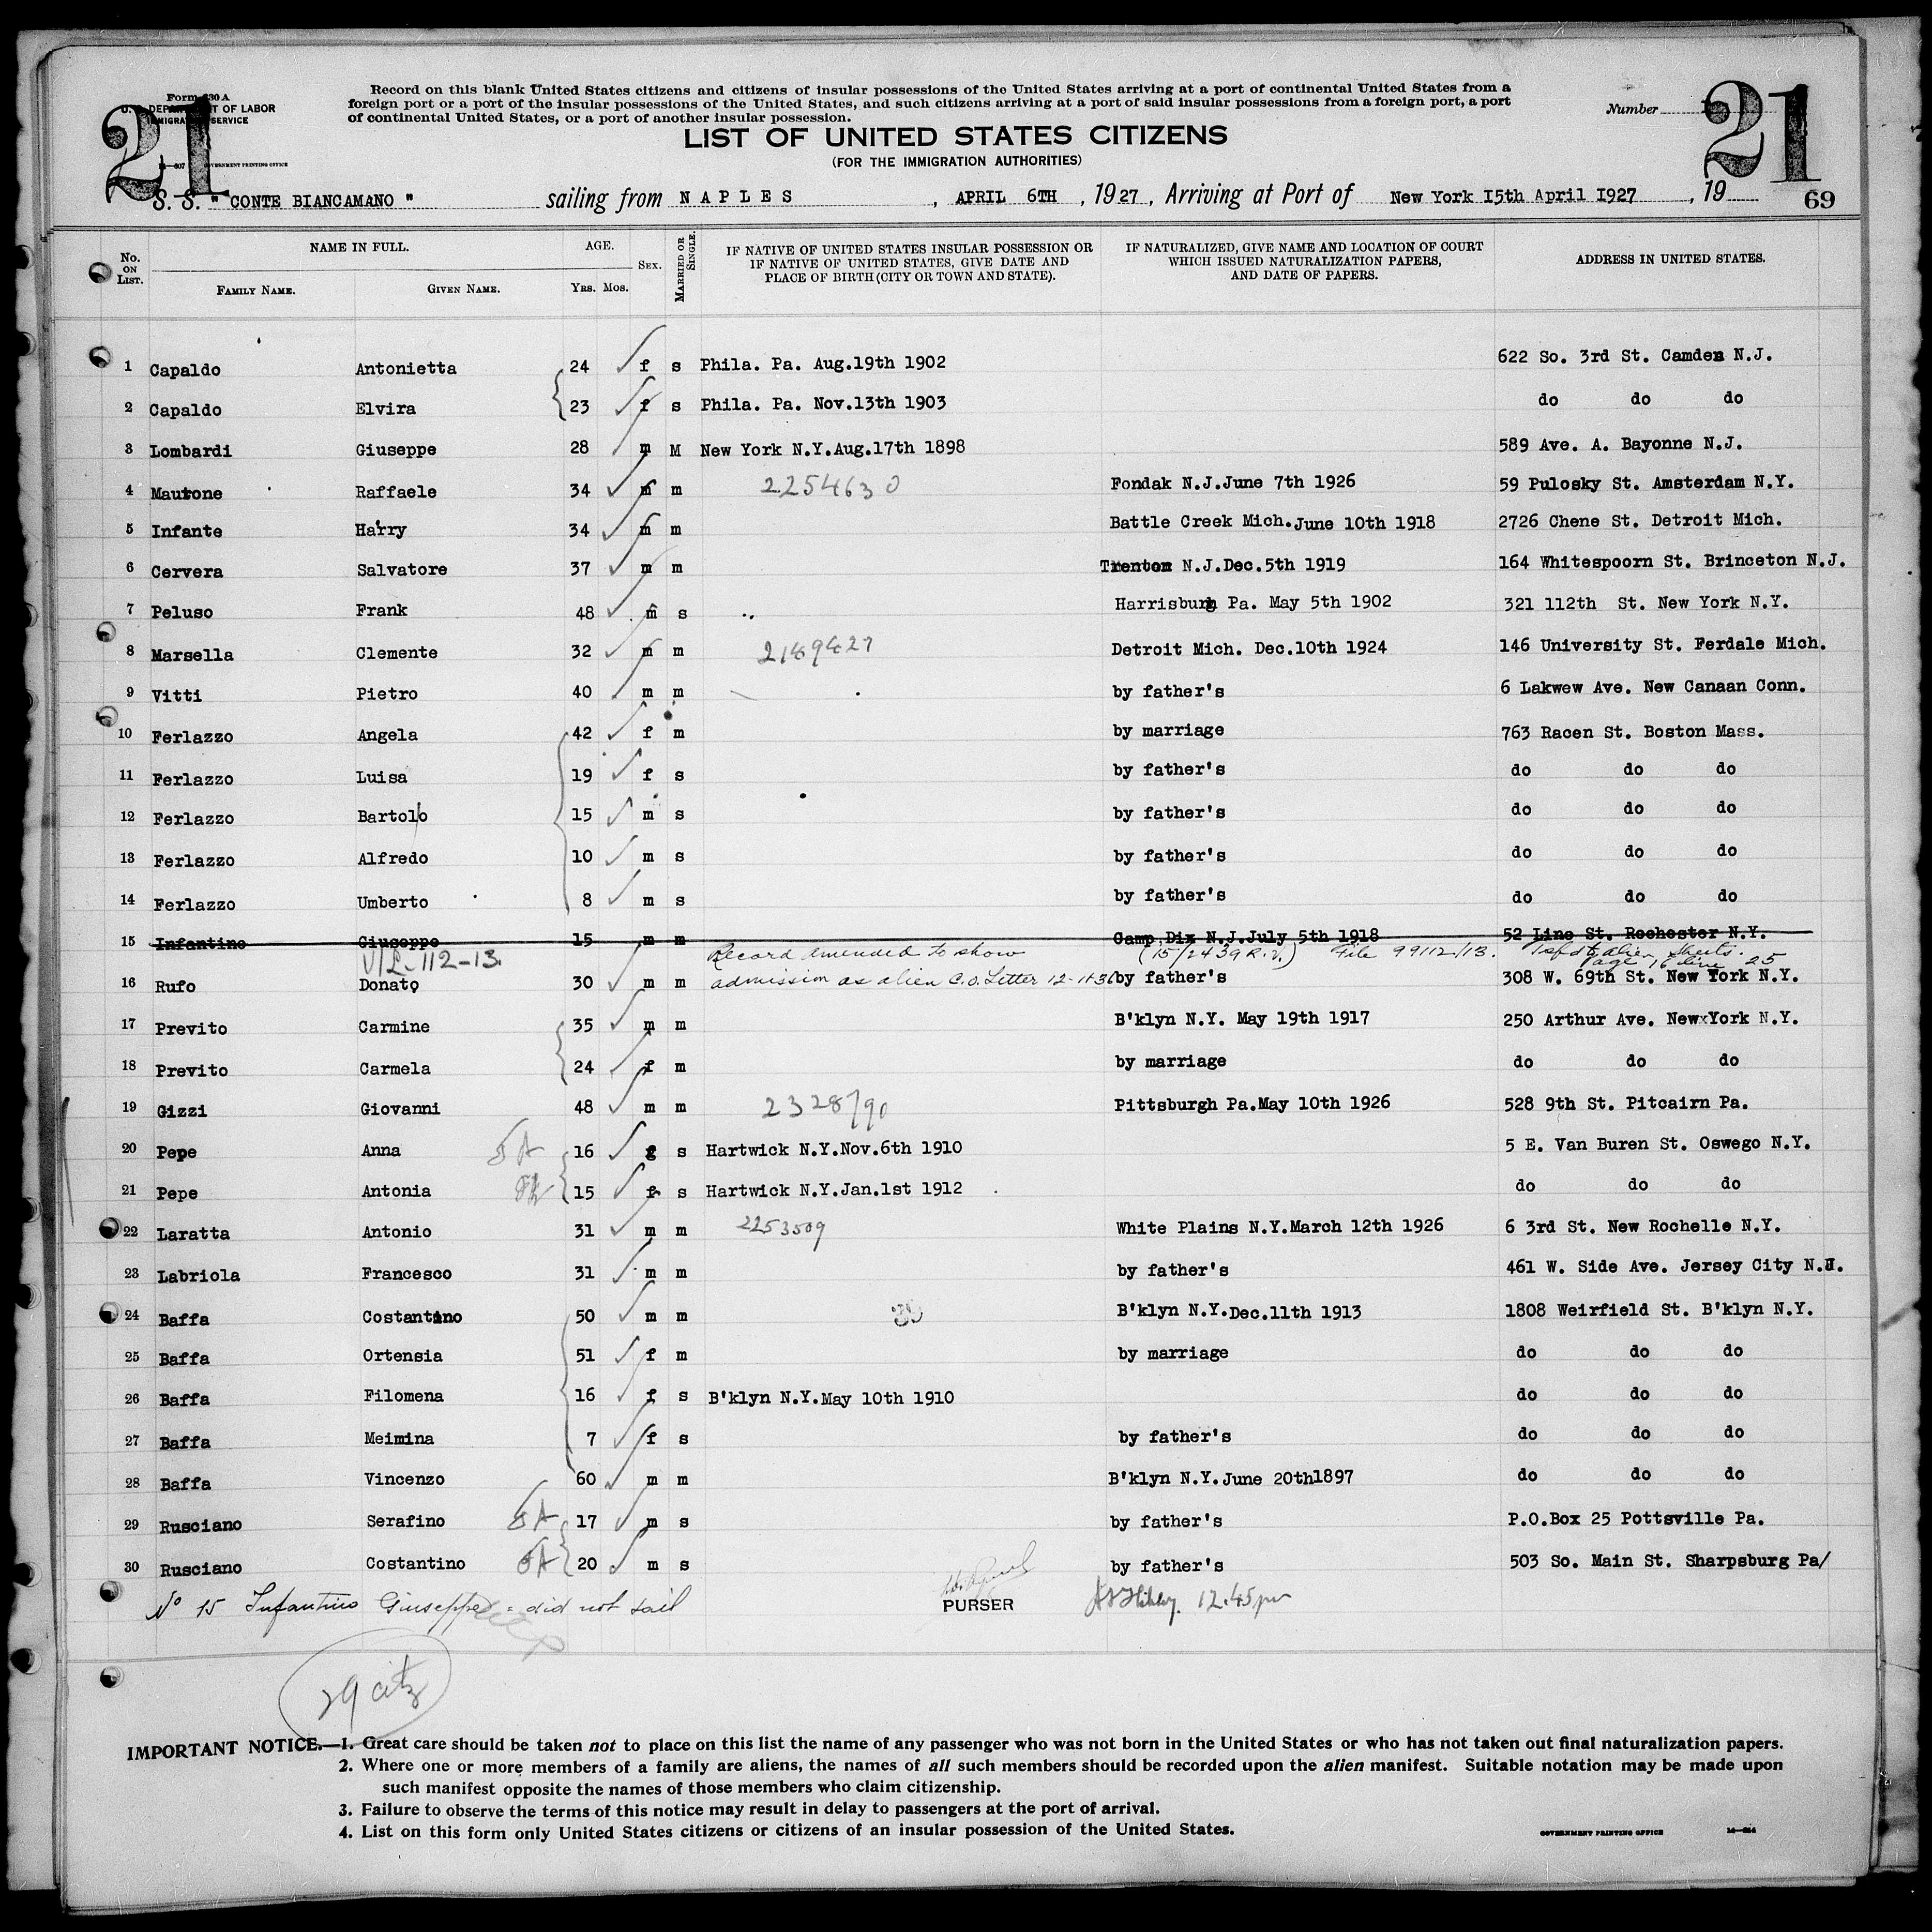 Form 630 A
U. S. DEPARTMENT OF LABOR
IMMIGRATION SERVICE
21
GOVERNMENT PRINTING OFFICE
Record on this blank United States citizens and citizens of insular possessions of the United States arriving at a port of continental United States from a
foreign port or a port of the insular possessions of the United States, and such citizens arriving at a port of said insular possessions from a foreign port, a port
of continental United States, or a port of another insular possession.
LIST OF UNITED STATES CITIZENS
(FOR THE IMMIGRATION AUTHORITIES)
Number
21
S. S. " CONTE BIANCAMANO " sailing from NAPLES, APRIL 6TH, 1927, Arriving at Port of New York I5th April I927, 19
69
No. ON LIST. NAME IN FULL. FAMILY NAME. GIVEN NAME. AGE. YRS. MOS. SEX. MARRIED OR SINGLE. IF NATIVE OF UNITED STATES INSULAR POSSESSION OR IF NATIVE OF UNITED STATES, GIVE DATE AND PLACE OF BIRTH (CITY OR TOWN AND STATE). IF NATURALIZED, GIVE NAME AND LOCATION OF COURT WHICH ISSUED NATURALIZATION PAPERS, AND DATE OF PAPERS. ADDRESS IN UNITED STATES.
1 Capaldo Antonietta 24 f s Phila. Pa. Aug.19th 1902 622 So. 3rd St. Camden N.J.
2 Capaldo Elvira 23 f s Phila. Pa. Nov.13th 1903 do do do
3 Lombardi Giuseppe 28 m M New York N.Y.Aug.17th 1898 589 Ave. A. Bayonne N.J.
4 Mautone Raffaele 34 m m 2254630 Fondak N.J.June 7th 1926 59 Pulosky St. Amsterdam N.Y.
5 Infante Harry 34 m m Battle Creek Mich.June 10th 1918 2726 Chene St. Detroit Mich.
6 Cervera Salvatore 37 m m Trenton N.J.Dec.5th 1919 164 Whitespoorn St. Brinceton N.J.
7 Peluso Frank 48 m s Harrisburg Pa. May 5th 1902 321 112th St. New York N.Y.
8 Marsella Clemente 32 m m 2189827 Detroit Mich. Dec.10th 1924 146 University St. Ferdale Mich.
9 Vitti Pietro 40 m m by father's 6 Lakwew Ave. New Canaan Conn.
10 Ferlazzo Angela 42 f m by marriage 763 Racen St. Boston Mass.
11 Ferlazzo Luisa 19 f s by father's do do do
12 Ferlazzo Bartolo 15 m s by father's do do do
13 Ferlazzo Alfredo 10 m s by father's do do do
14 Ferlazzo Umberto 8 m s by father's do do do
15 Infantino Giuseppe 15 m m Camp Dix N.J.July 5th 1918 52 Line St. Rochester N.Y.
V/L-112-13. Record amended to show File 99112/13. Tsfd to alien sheets. Page 16 line 25
16 Rufo Donato 30 m m admission as alien C.O. Letter 12-11-36 by father's 308 W. 69th St. New York N.Y.
17 Previto Carmine 35 m m B'klyn N.Y. May 19th 1917 250 Arthur Ave. NewxYork N.Y.
18 Previto Carmela 24 f m by marriage do do do
19 Gizzi Giovanni 48 m m 2328790 Pittsburgh Pa.May 10th 1926 528 9th St. Pitcairn Pa.
20 Pepe Anna 16 f s Hartwick N.Y.Nov.6th 1910 5 E. Van Buren St. Oswego N.Y.
21 Pepe Antonia 15 f s Hartwick N.Y.Jan.1st 1912 do do do
22 Laratta Antonio 31 m m 2253509 White Plains N.Y.March 12th 1926 6 3rd St. New Rochelle N.Y.
23 Labriola Francesco 31 m m by father's 461 W. Side Ave. Jersey City N.J.
24 Baffa Costantino 50 m m B'klyn N.Y.Dec.11th 1913 1808 Weirfield St. B'klyn N.Y.
25 Baffa Ortensia 51 f m by marriage do do do
26 Baffa Filomena 16 f s B'klyn N.Y.May 10th 1910 do do do
27 Baffa Meimina 7 f s by father's do do do
28 Baffa Vincenzo 60 m m B'klyn N.Y.June 20th1897 do do do
29 Rusciano Serafino 17 m s by father's P.O.Box 25 Pottsville Pa.
30 Rusciano Costantino 20 m s by father's 503 So. Main St. Sharpsburg Pa/
No 15 Infantino Giuseppe = did not sail PURSER 12.45 pm
29 citz
IMPORTANT NOTICE.—1. Great care should be taken not to place on this list the name of any passenger who was not born in the United States or who has not taken out final naturalization papers.
2. Where one or more members of a family are aliens, the names of all such members should be recorded upon the alien manifest. Suitable notation may be made upon
such manifest opposite the names of those members who claim citizenship.
3. Failure to observe the terms of this notice may result in delay to passengers at the port of arrival.
4. List on this form only United States citizens or citizens of an insular possession of the United States.
GOVERNMENT PRINTING OFFICE